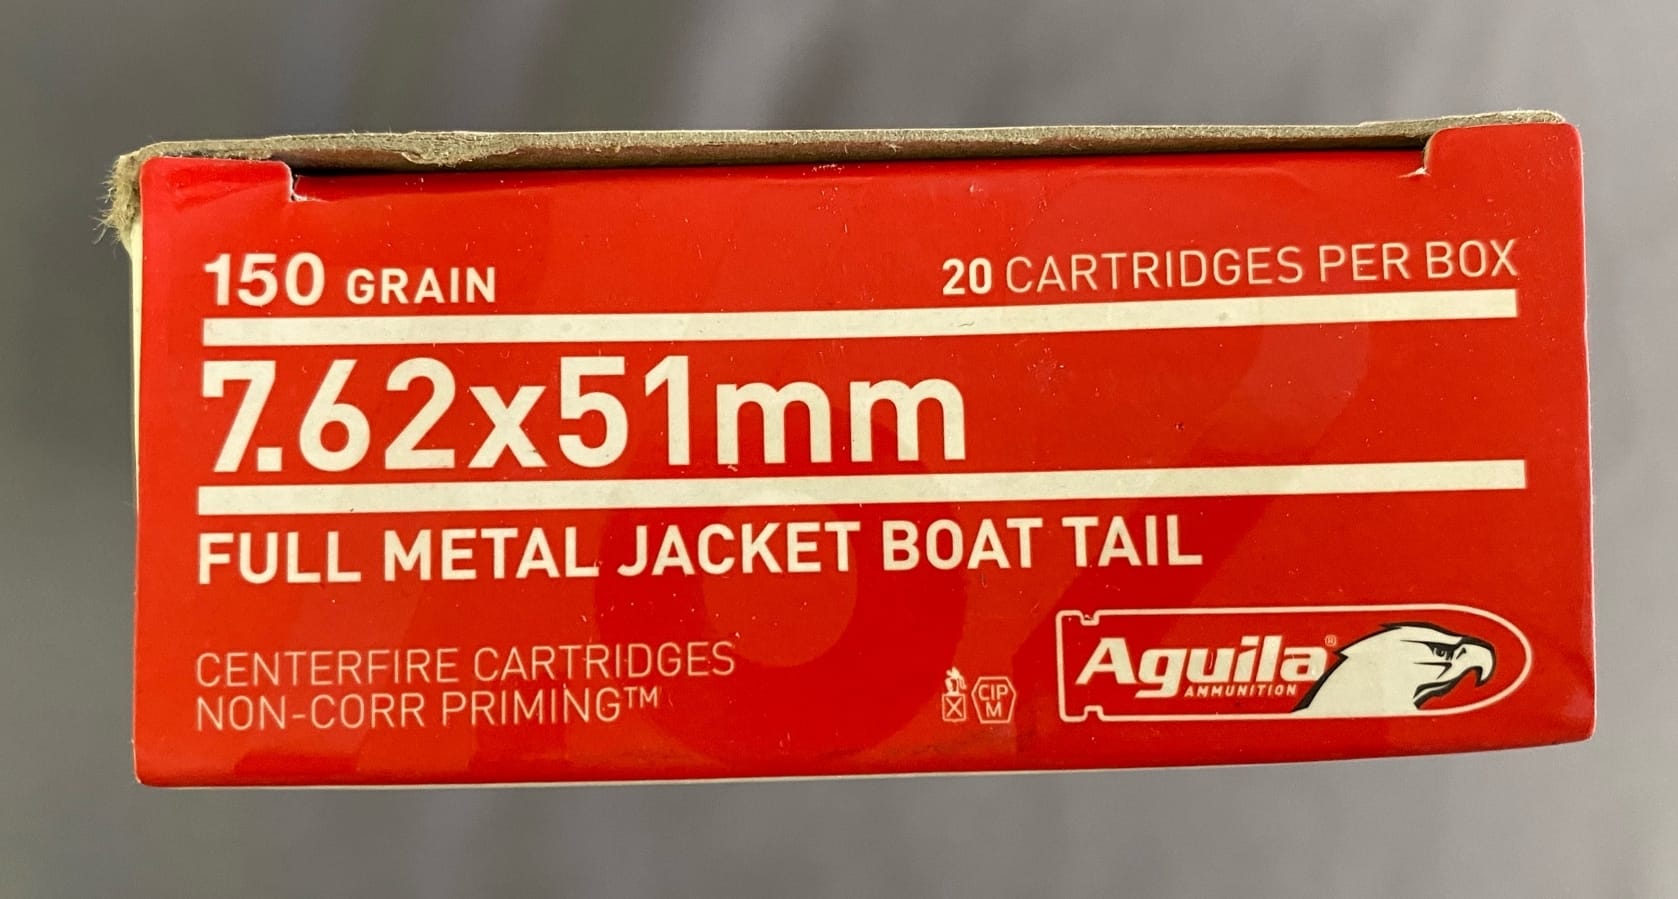 150 GRAIN
20 CARTRIDGES PER BOX
7.62x51mm
FULL METAL JACKET BOAT TAIL
CENTERFIRE CARTRIDGES
NON-CORR PRIMING™
CIP
M
Aguila®
AMMUNITION